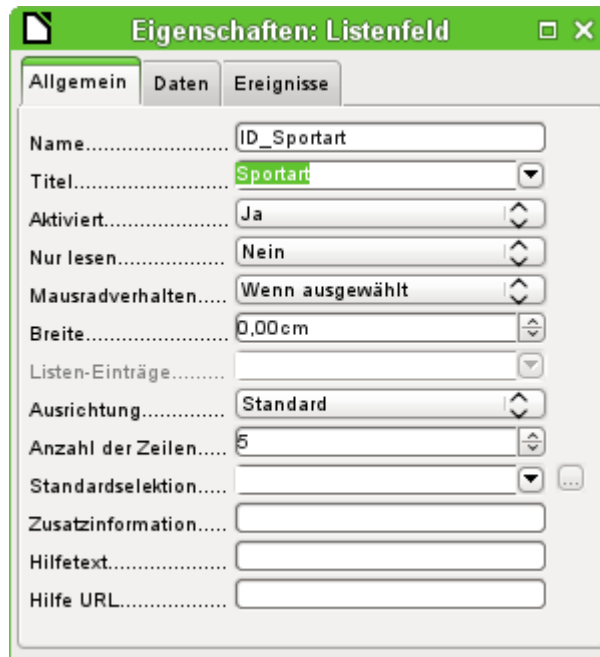 Eigenschaften: Listenfeld
Allgemein Daten Ereignisse
Name........................ ID_Sportart
Titel.......................... Sportart
Aktiviert.................... Ja
Nur lesen.................. Nein
Mausradverhalten..... Wenn ausgewählt
Breite........................ 0,00cm
Listen-Einträge.........
Ausrichtung.............. Standard
Anzahl der Zeilen..... 5
Standardselektion..... ...
Zusatzinformation.....
Hilfetext....................
Hilfe URL..................